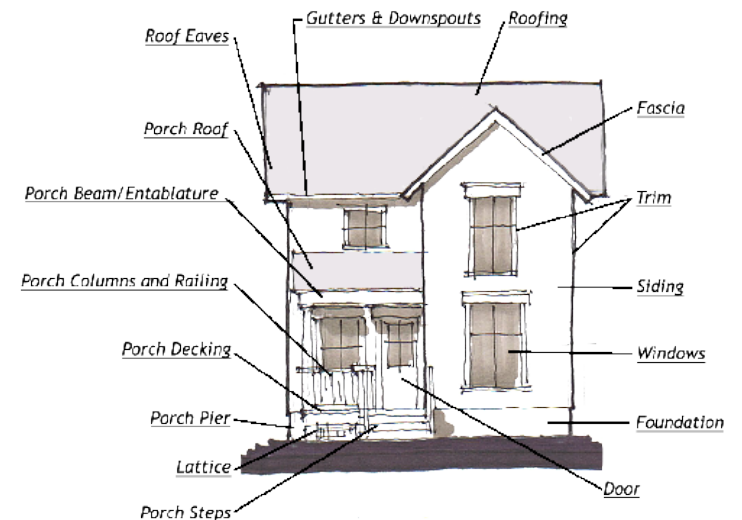 Gutters & Downspouts
Roofing
Roof Eaves
Fascia
Porch Roof
Porch Beam/Entablature
Trim
Porch Columns and Railing
Siding
Porch Decking
Windows
Porch Pier
Foundation
Lattice
Door
Porch Steps